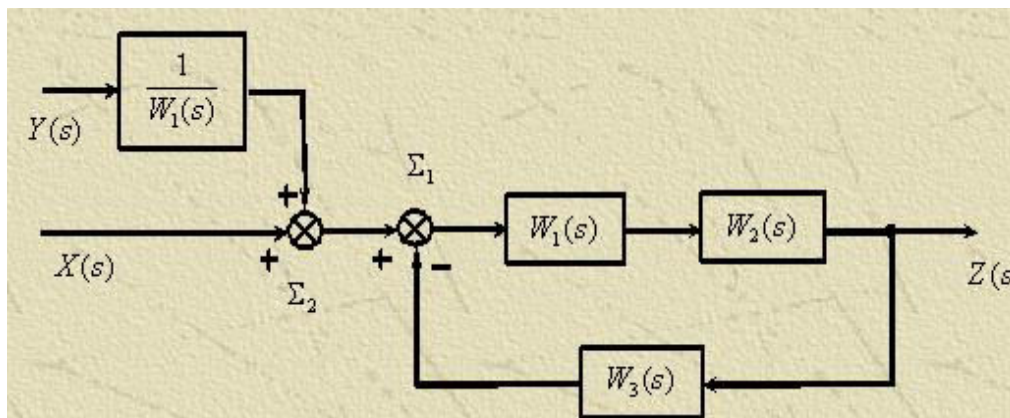 1
W₁(s)
Y(s)
Σ₁
+
W₁(s)
W₂(s)
+
+
−
X(s)
Σ₂
Z(s
W₃(s)